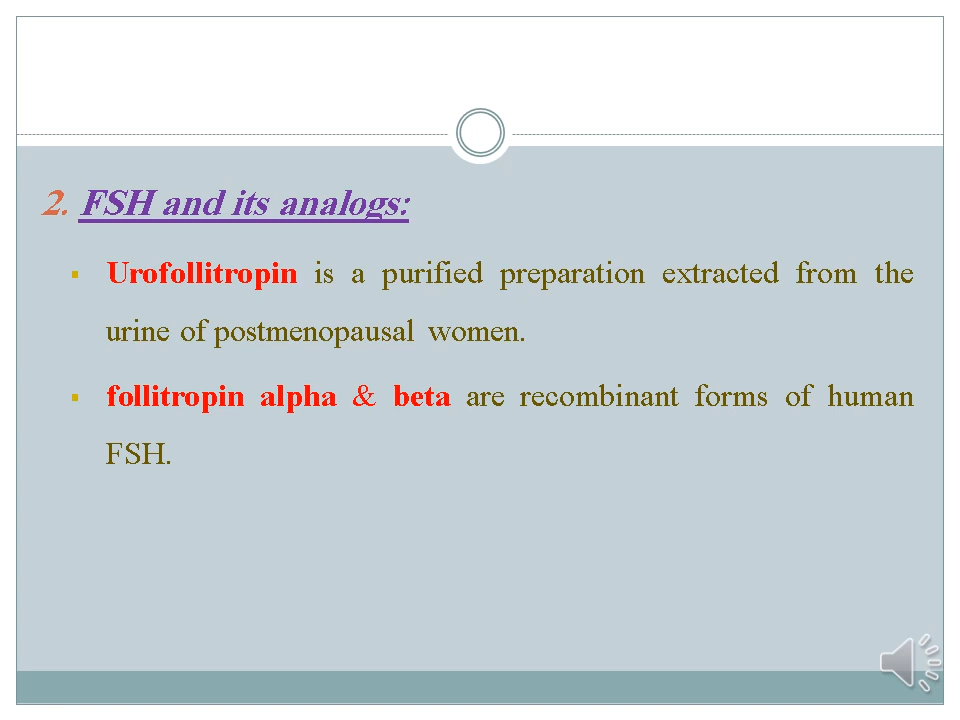 2. FSH and its analogs:
▪ Urofollitropin is a purified preparation extracted from the
urine of postmenopausal women.
▪ follitropin alpha & beta are recombinant forms of human
FSH.